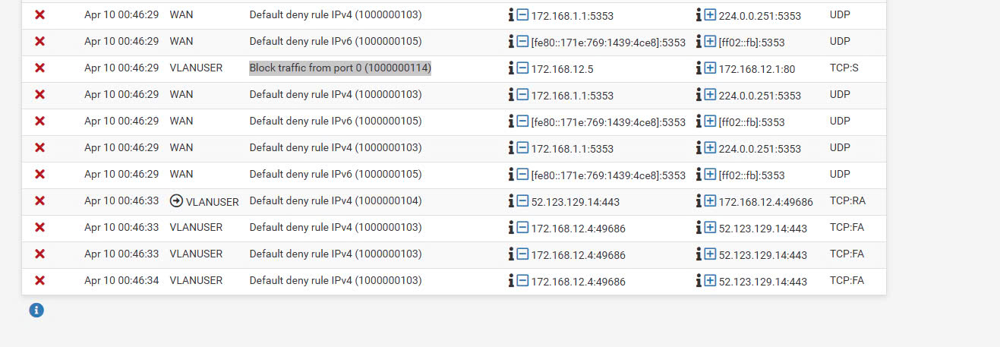 Apr 10 00:46:29 WAN Default deny rule IPv4 (1000000103) 172.168.1.1:5353 224.0.0.251:5353 UDP
Apr 10 00:46:29 WAN Default deny rule IPv6 (1000000105) [fe80::171e:769:1439:4ce8]:5353 [ff02::fb]:5353 UDP
Apr 10 00:46:29 VLANUSER Block traffic from port 0 (1000000114) 172.168.12.5 172.168.12.1:80 TCP:S
Apr 10 00:46:29 WAN Default deny rule IPv4 (1000000103) 172.168.1.1:5353 224.0.0.251:5353 UDP
Apr 10 00:46:29 WAN Default deny rule IPv6 (1000000105) [fe80::171e:769:1439:4ce8]:5353 [ff02::fb]:5353 UDP
Apr 10 00:46:29 WAN Default deny rule IPv4 (1000000103) 172.168.1.1:5353 224.0.0.251:5353 UDP
Apr 10 00:46:29 WAN Default deny rule IPv6 (1000000105) [fe80::171e:769:1439:4ce8]:5353 [ff02::fb]:5353 UDP
Apr 10 00:46:33 VLANUSER Default deny rule IPv4 (1000000104) 52.123.129.14:443 172.168.12.4:49686 TCP:RA
Apr 10 00:46:33 VLANUSER Default deny rule IPv4 (1000000103) 172.168.12.4:49686 52.123.129.14:443 TCP:FA
Apr 10 00:46:33 VLANUSER Default deny rule IPv4 (1000000103) 172.168.12.4:49686 52.123.129.14:443 TCP:FA
Apr 10 00:46:34 VLANUSER Default deny rule IPv4 (1000000103) 172.168.12.4:49686 52.123.129.14:443 TCP:FA